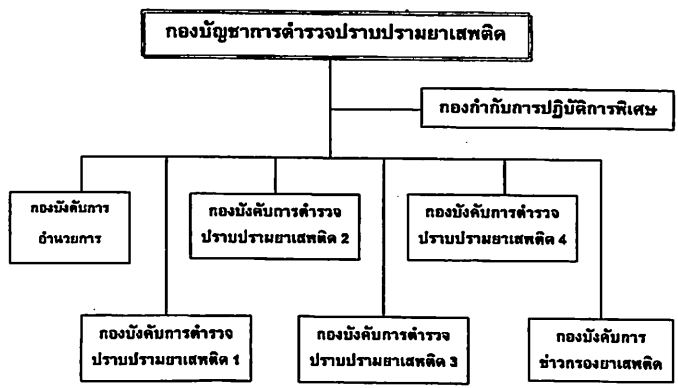 กองบัญชาการตำรวจปราบปรามยาเสพติด
กองกำกับการปฏิบัติการพิเศษ
กองบังคับการ
อำนวยการ
กองบังคับการตำรวจ
ปราบปรามยาเสพติด 2
กองบังคับการตำรวจ
ปราบปรามยาเสพติด 4
กองบังคับการตำรวจ
ปราบปรามยาเสพติด 1
กองบังคับการตำรวจ
ปราบปรามยาเสพติด 3
กองบังคับการ
ข่าวกรองยาเสพติด